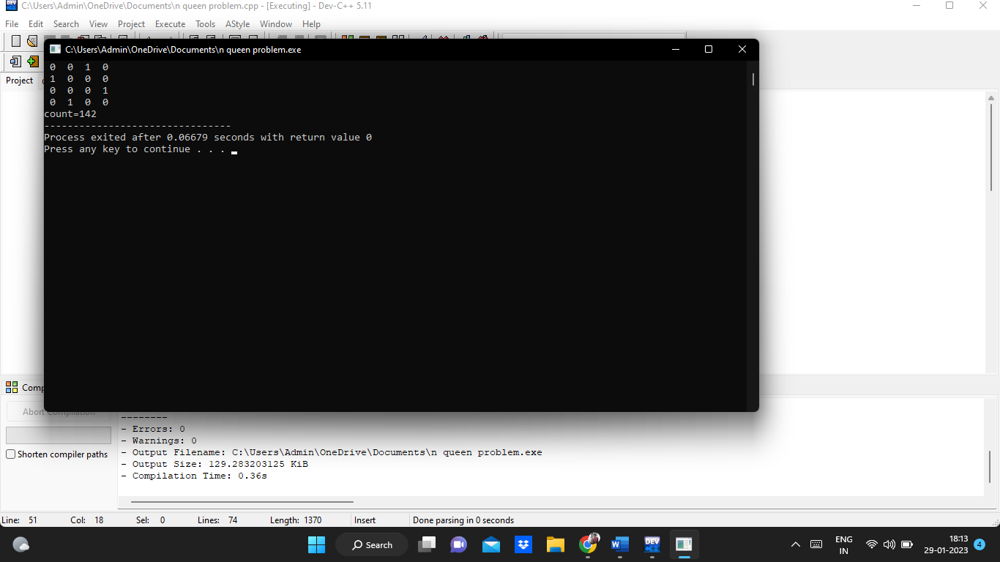 C:\Users\Admin\OneDrive\Documents\n queen problem.cpp - [Executing] - Dev-C++ 5.11
File Edit Search View Project Execute Tools AStyle Window Help
C:\Users\Admin\OneDrive\Documents\n queen problem.exe
Project
0 0 1 0
1 0 0 0
0 0 0 1
0 1 0 0
count=142
--------------------------------
Process exited after 0.06679 seconds with return value 0
Press any key to continue . . .
Abort Compilation
Shorten compiler paths
--------
- Errors: 0
- Warnings: 0
- Output Filename: C:\Users\Admin\OneDrive\Documents\n queen problem.exe
- Output Size: 129.283203125 KiB
- Compilation Time: 0.36s
Line: 51 Col: 18 Sel: 0 Lines: 74 Length: 1370 Insert Done parsing in 0 seconds
Search
DEV
ENG
IN
18:13
29-01-2023
4